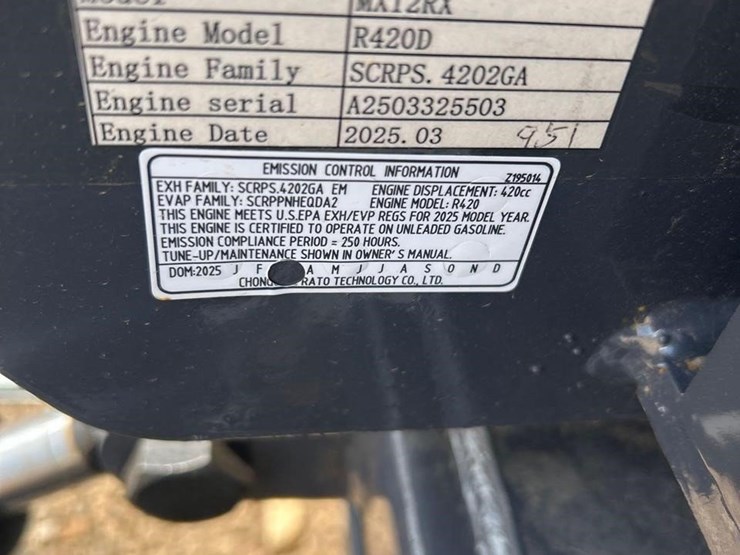 Model MX12RX
Engine Model R420D
Engine Family SCRPS. 4202GA
Engine serial A2503325503
Engine Date 2025.03 951
EMISSION CONTROL INFORMATION Z195014
EXH FAMILY: SCRPS.4202GA EM ENGINE DISPLACEMENT: 420cc
EVAP FAMILY: SCRPPNHEQDA2 ENGINE MODEL: R420
THIS ENGINE MEETS U.S.EPA EXH/EVP REGS FOR 2025 MODEL YEAR.
THIS ENGINE IS CERTIFIED TO OPERATE ON UNLEADED GASOLINE.
EMISSION COMPLIANCE PERIOD = 250 HOURS.
TUNE-UP/MAINTENANCE SHOWN IN OWNER'S MANUAL.
DOM:2025 J F A M J J A S O N D
CHONG RATO TECHNOLOGY CO., LTD.